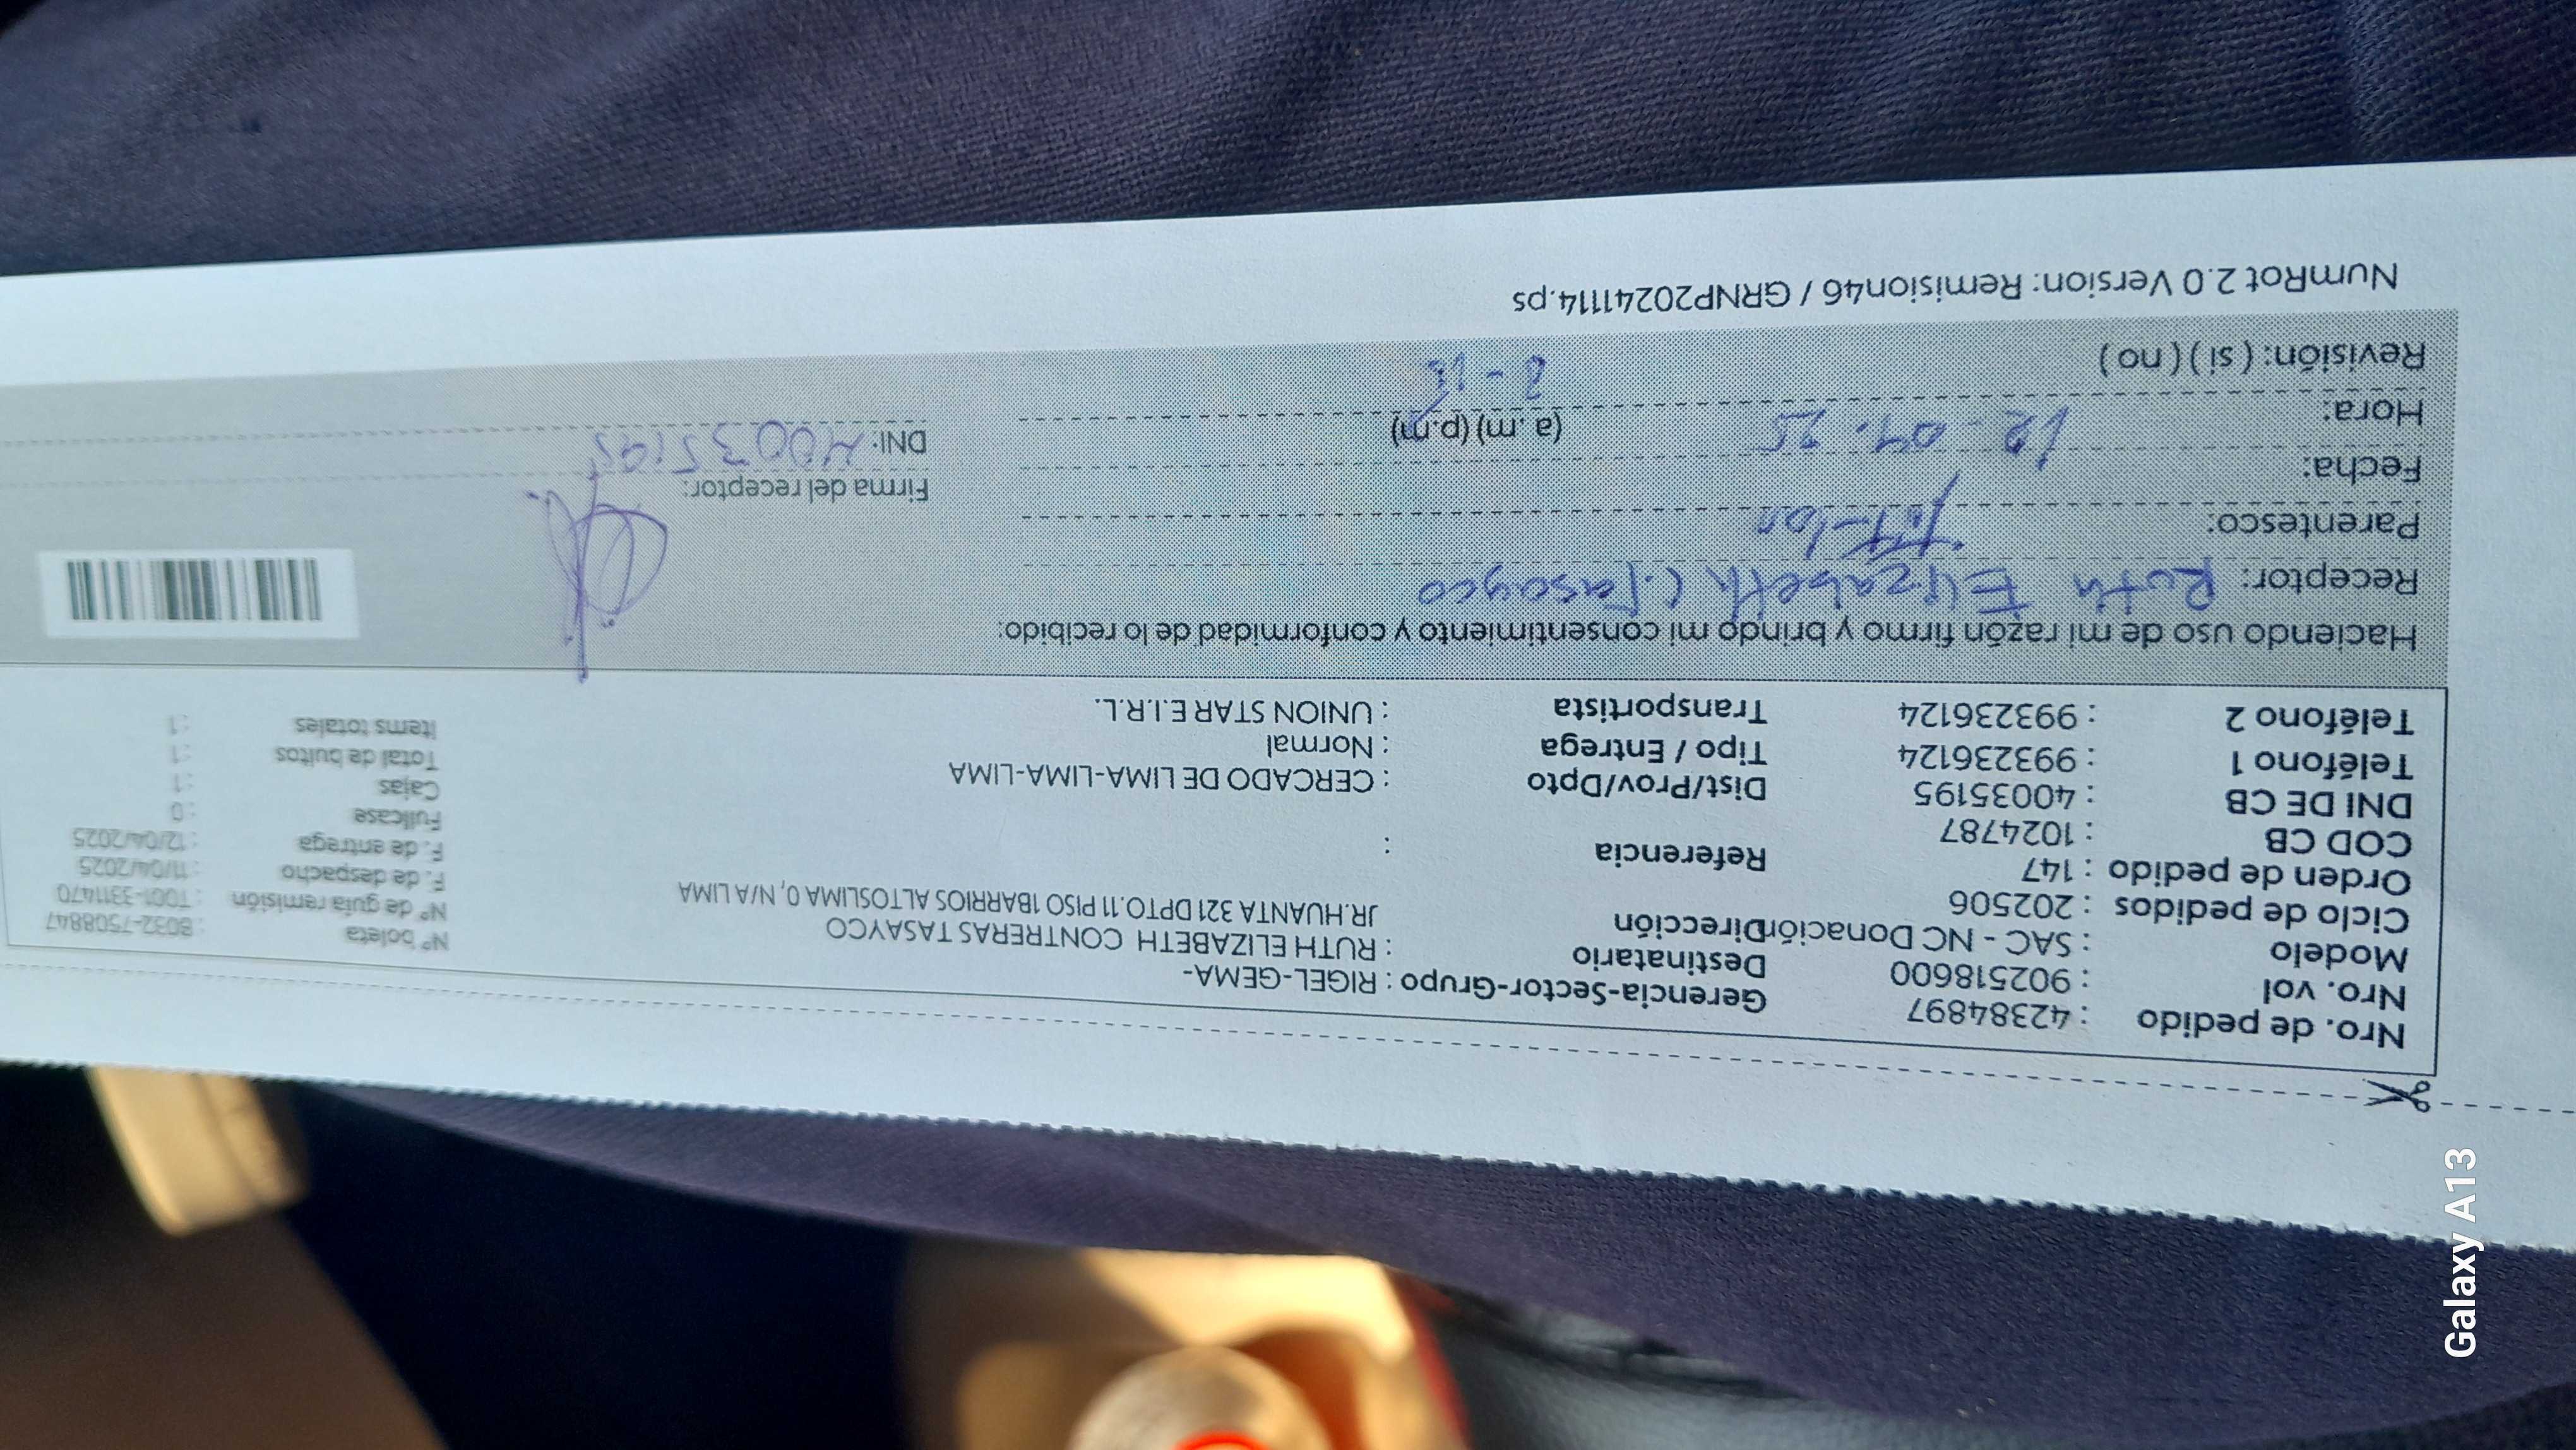 Nro. de pedido : 42384897 Gerencia-Sector-Grupo : RIGEL-GEMA-
Nro. vol : 902518600 Destinatario : RUTH ELIZABETH CONTRERAS TASAYCO
Modelo : SAC - NC Donación Dirección JR.HUANTA 321 DPTO.11 PISO 1BARRIOS ALTOSLIMA 0, N/A LIMA
Ciclo de pedidos : 202506
Orden de pedido : 147 Referencia :
COD CB : 1024787
DNI DE CB : 40035195 Dist/Prov/Dpto : CERCADO DE LIMA-LIMA-LIMA
Teléfono 1 : 993236124 Tipo / Entrega : Normal
Teléfono 2 : 993236124 Transportista : UNION STAR E.I.R.L.
Nº boleta : B032-7508847
Nº de guia remisión : T001-3311470
F. de despacho : 11/04/2025
F. de entrega : 12/04/2025
Fullcase : 0
Cajas : 1
Total de bultos : 1
Items totales : 1
Haciendo uso de mi razón firmo y brindo mi consentimiento y conformidad de lo recibido:
Receptor: Ruth Elizabeth C. Tasayco
Parentesco: Titular
Firma del receptor:
Fecha: 12-04-25
DNI: 40035195
Hora: (a.m) (p.m)
Revisión: ( si ) ( no )
NumRot 2.0 Version: Remision46 / GRNP20241114.ps
Galaxy A13